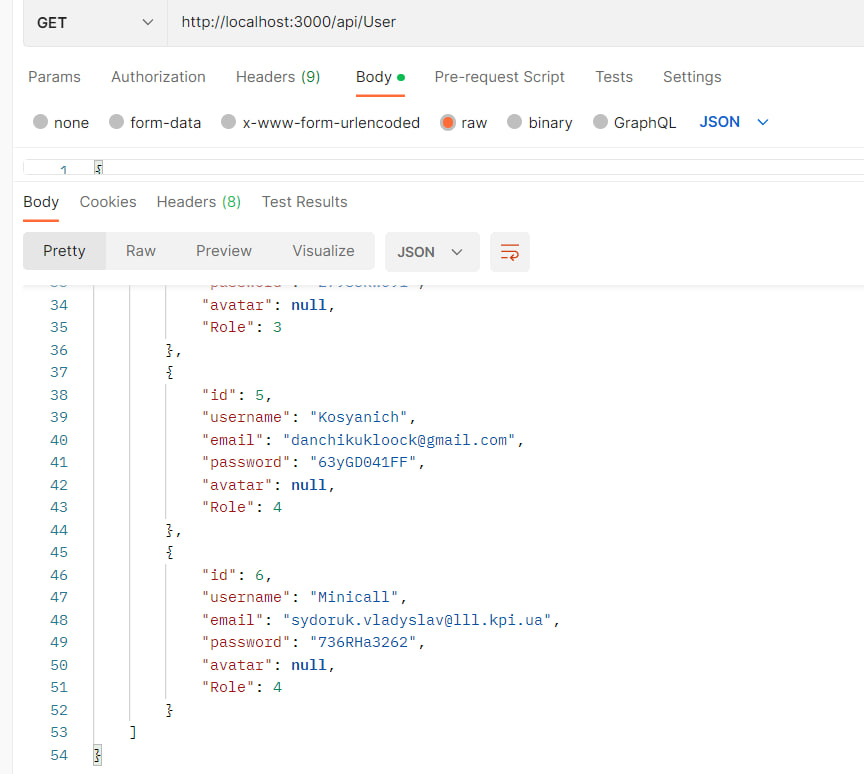 GET http://localhost:3000/api/User
Params Authorization Headers (9) Body Pre-request Script Tests Settings
none form-data x-www-form-urlencoded raw binary GraphQL JSON
1 {
Body Cookies Headers (8) Test Results
Pretty Raw Preview Visualize JSON
34 "avatar": null,
35 "Role": 3
36 },
37 {
38 "id": 5,
39 "username": "Kosyanich",
40 "email": "danchikukloock@gmail.com",
41 "password": "63yGD041FF",
42 "avatar": null,
43 "Role": 4
44 },
45 {
46 "id": 6,
47 "username": "Minicall",
48 "email": "sydoruk.vladyslav@lll.kpi.ua",
49 "password": "736RHa3262",
50 "avatar": null,
51 "Role": 4
52 }
53 ]
54 }